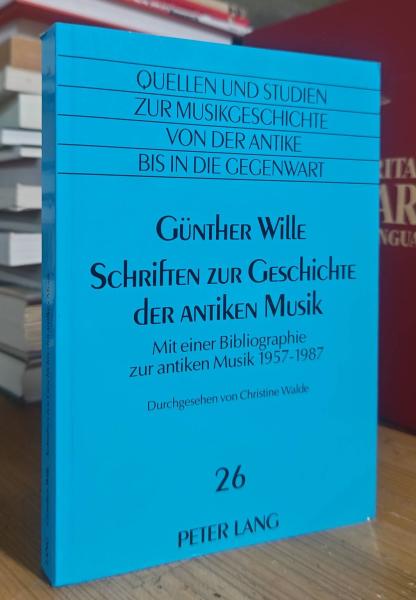 QUELLEN UND STUDIEN
ZUR MUSIKGESCHICHTE
VON DER ANTIKE
BIS IN DIE GEGENWART
GÜNTHER WILLE
SCHRIFTEN ZUR GESCHICHTE
DER ANTIKEN MUSIK
Mit einer Bibliographie
zur antiken Musik 1957-1987
Durchgesehen von Christine Walde
26
PETER LANG